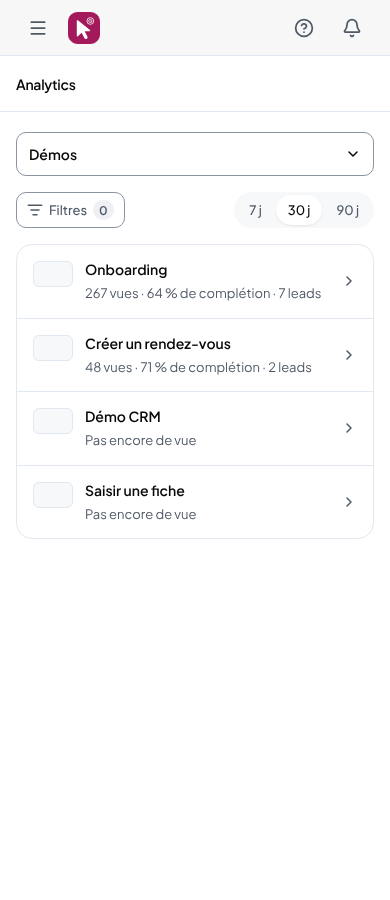 Analytics
Démos
Filtres 0
7 j 30 j 90 j
Onboarding
267 vues · 64 % de complétion · 7 leads
Créer un rendez-vous
48 vues · 71 % de complétion · 2 leads
Démo CRM
Pas encore de vue
Saisir une fiche
Pas encore de vue